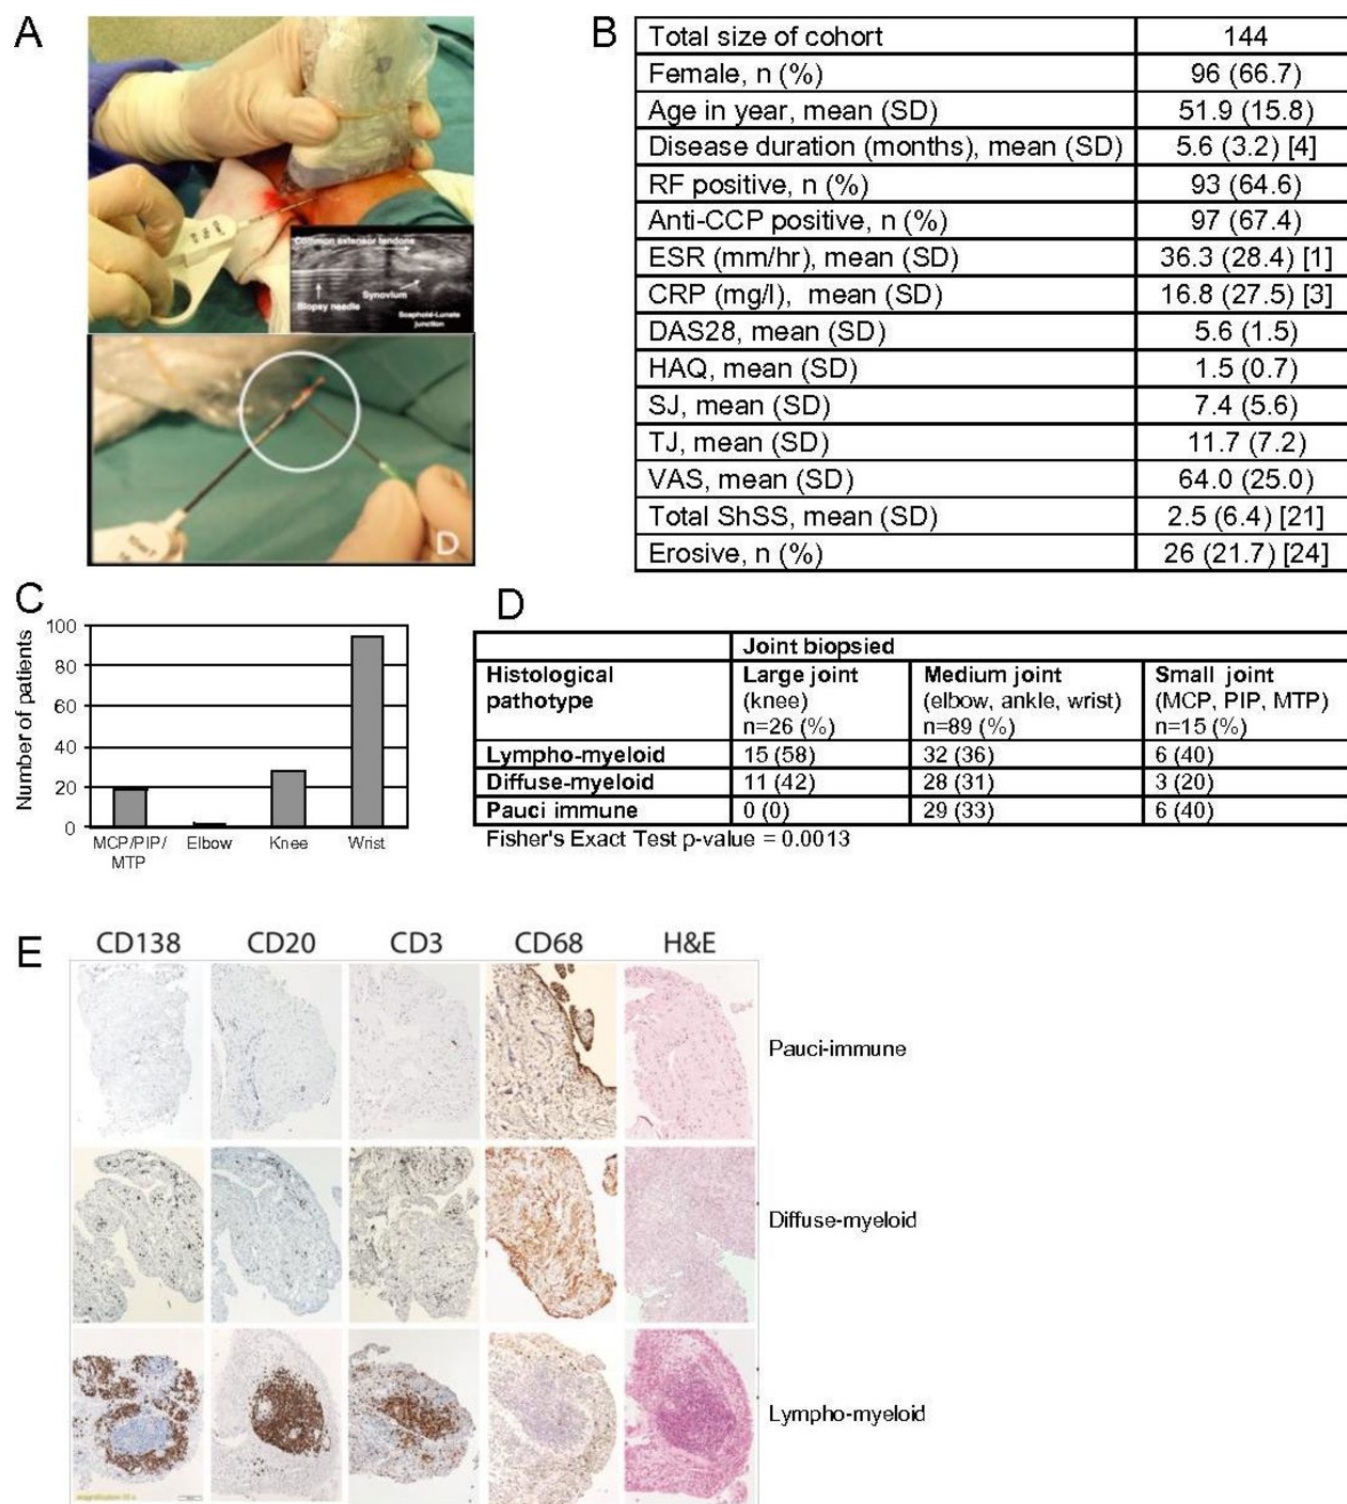 A
Common extensor tendons
Biopsy needle
Synovium
Scaphoid-Lunate
junction
D
B
Total size of cohort 144
Female, n (%) 96 (66.7)
Age in year, mean (SD) 51.9 (15.8)
Disease duration (months), mean (SD) 5.6 (3.2) [4]
RF positive, n (%) 93 (64.6)
Anti-CCP positive, n (%) 97 (67.4)
ESR (mm/hr), mean (SD) 36.3 (28.4) [1]
CRP (mg/l), mean (SD) 16.8 (27.5) [3]
DAS28, mean (SD) 5.6 (1.5)
HAQ, mean (SD) 1.5 (0.7)
SJ, mean (SD) 7.4 (5.6)
TJ, mean (SD) 11.7 (7.2)
VAS, mean (SD) 64.0 (25.0)
Total ShSS, mean (SD) 2.5 (6.4) [21]
Erosive, n (%) 26 (21.7) [24]
C
Number of patients
100
80
60
40
20
0
MCP/PIP/ Elbow Knee Wrist
MTP
D
Joint biopsied
Histological Large joint Medium joint Small joint
pathotype (knee) (elbow, ankle, wrist) (MCP, PIP, MTP)
n=26 (%) n=89 (%) n=15 (%)
Lympho-myeloid 15 (58) 32 (36) 6 (40)
Diffuse-myeloid 11 (42) 28 (31) 3 (20)
Pauci immune 0 (0) 29 (33) 6 (40)
Fisher's Exact Test p-value = 0.0013
E
CD138 CD20 CD3 CD68 H&E
Pauci-immune
Diffuse-myeloid
Lympho-myeloid